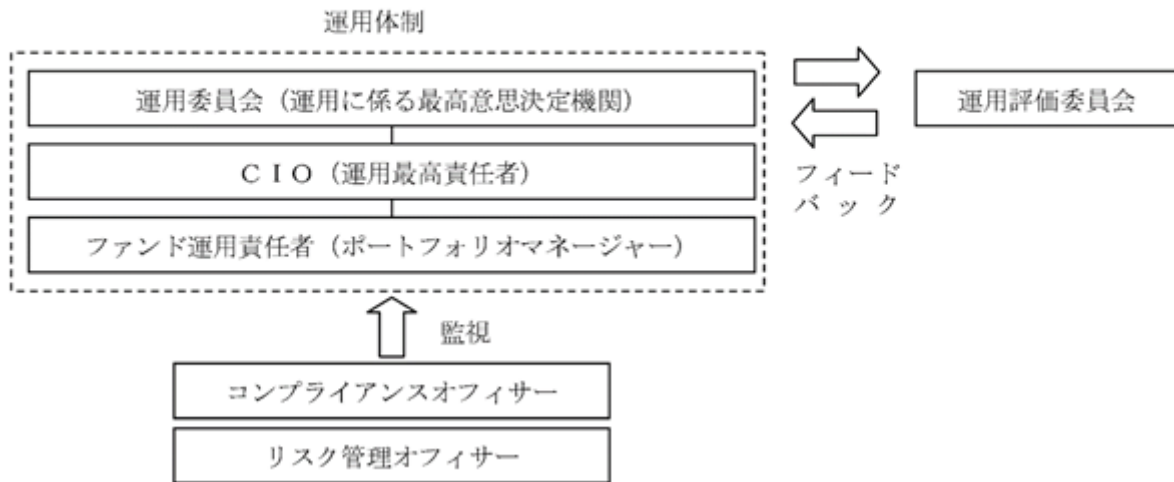 運用体制
運用委員会（運用に係る最高意思決定機関）
ＣＩＯ（運用最高責任者）
ファンド運用責任者（ポートフォリオマネージャー）
運用評価委員会
フィード
バック
監視
コンプライアンスオフィサー
リスク管理オフィサー